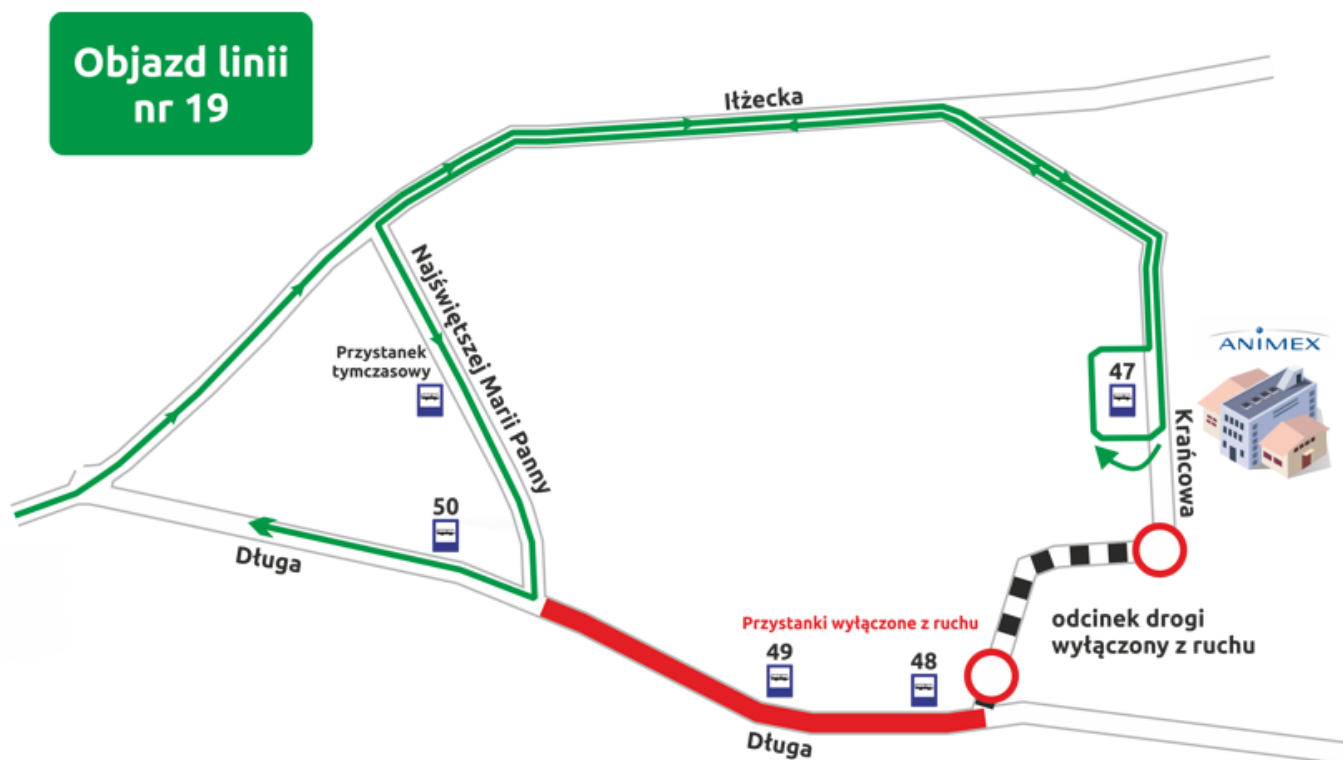 Objazd linii
nr 19
Iłżecka
Najświętszej Marii Panny
Przystanek
tymczasowy
ANIMEX
47
Krańcowa
50
Długa
Przystanki wyłączone z ruchu
49
48
odcinek drogi
wyłączony z ruchu
Długa